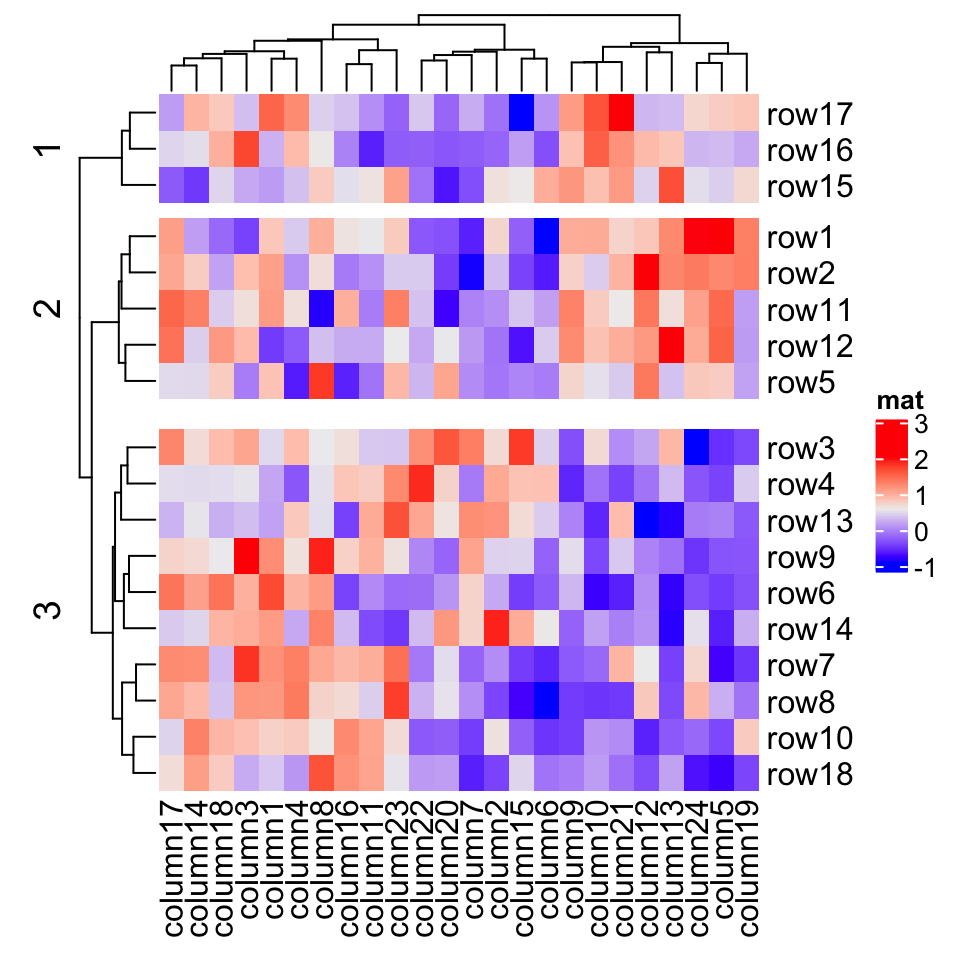 1
row17
row16
row15
2
row1
row2
row11
row12
row5
3
row3
row4
row13
row9
row6
row14
row7
row8
row10
row18
column17
column14
column18
column3
column1
column4
column8
column16
column11
column23
column22
column20
column7
column2
column15
column6
column9
column10
column21
column12
column13
column24
column5
column19
mat
3
2
1
0
-1